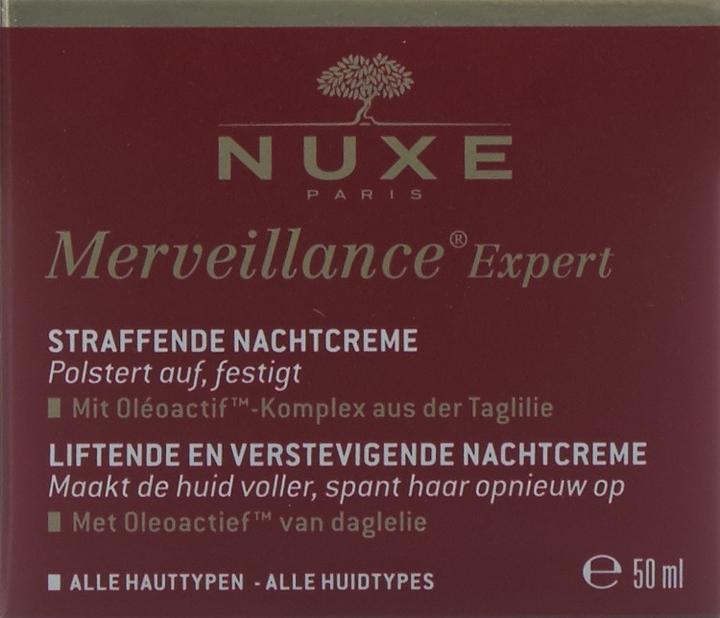 NUXE
PARIS
Merveillance® Expert
STRAFFENDE NACHTCREME
Polstert auf, festigt
Mit Oléoactif™-Komplex aus der Taglilie
LIFTENDE EN VERSTEVIGENDE NACHTCREME
Maakt de huid voller, spant haar opnieuw op
Met Oleoactief™ van daglelie
ALLE HAUTTYPEN - ALLE HUIDTYPES
℮ 50 ml